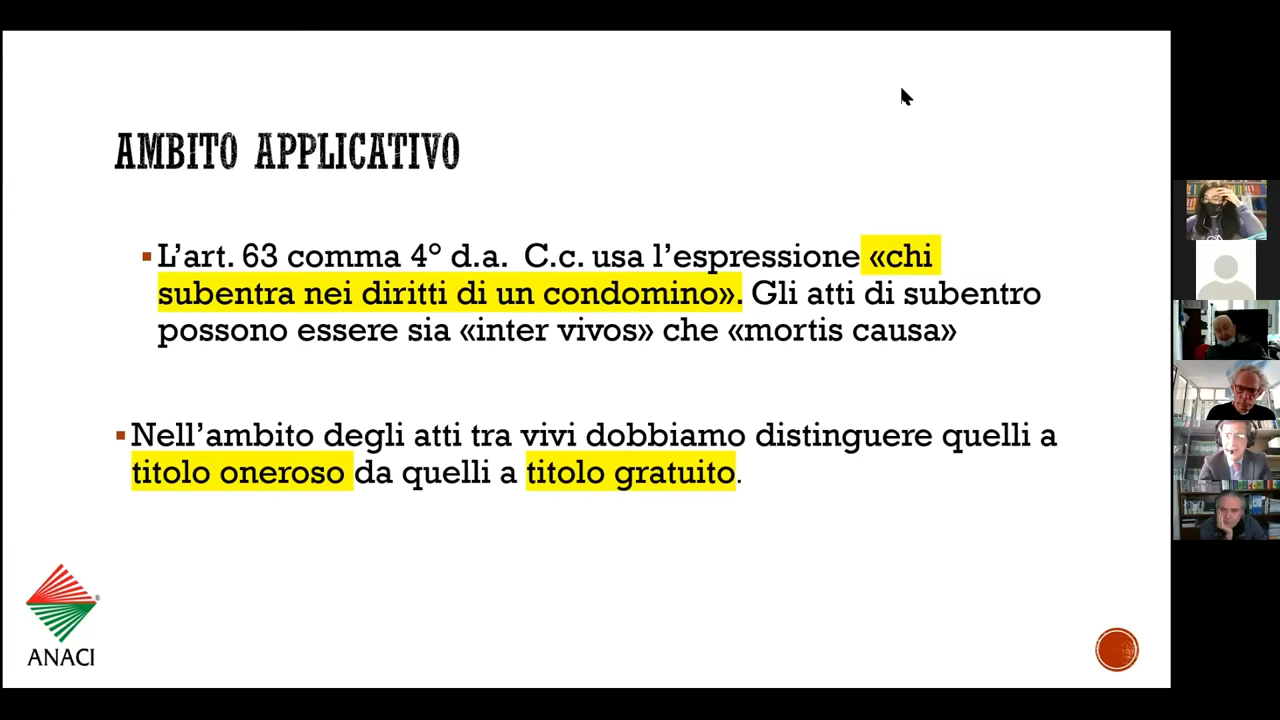 AMBITO APPLICATIVO
▪L’art. 63 comma 4° d.a.  C.c. usa l’espressione «chi
subentra nei diritti di un condomino». Gli atti di subentro
possono essere sia «inter vivos» che «mortis causa»
▪Nell’ambito degli atti tra vivi dobbiamo distinguere quelli a
titolo oneroso da quelli a titolo gratuito.
®
ANACI